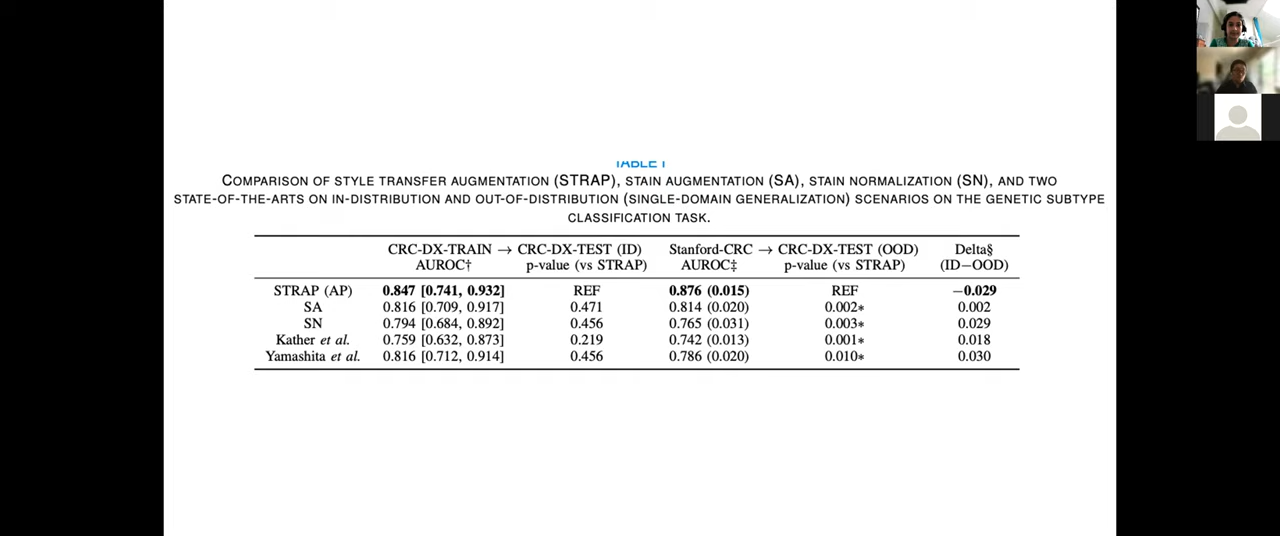 TABLE I
COMPARISON OF STYLE TRANSFER AUGMENTATION (STRAP), STAIN AUGMENTATION (SA), STAIN NORMALIZATION (SN), AND TWO
STATE-OF-THE-ARTS ON IN-DISTRIBUTION AND OUT-OF-DISTRIBUTION (SINGLE-DOMAIN GENERALIZATION) SCENARIOS ON THE GENETIC SUBTYPE
CLASSIFICATION TASK.
CRC-DX-TRAIN → CRC-DX-TEST (ID) Stanford-CRC → CRC-DX-TEST (OOD) Delta§
AUROC† p-value (vs STRAP) AUROC‡ p-value (vs STRAP) (ID−OOD)
STRAP (AP) 0.847 [0.741, 0.932] REF 0.876 (0.015) REF −0.029
SA 0.816 [0.709, 0.917] 0.471 0.814 (0.020) 0.002* 0.002
SN 0.794 [0.684, 0.892] 0.456 0.765 (0.031) 0.003* 0.029
Kather et al. 0.759 [0.632, 0.873] 0.219 0.742 (0.013) 0.001* 0.018
Yamashita et al. 0.816 [0.712, 0.914] 0.456 0.786 (0.020) 0.010* 0.030